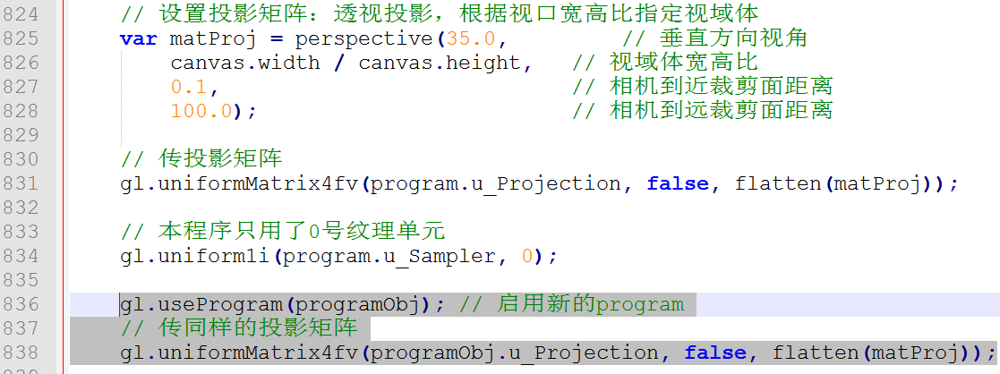 824 // 设置投影矩阵：透视投影，根据视口宽高比指定视域体
825 var matProj = perspective(35.0, // 垂直方向视角
826 canvas.width / canvas.height, // 视域体宽高比
827 0.1, // 相机到近裁剪面距离
828 100.0); // 相机到远裁剪面距离
829
830 // 传投影矩阵
831 gl.uniformMatrix4fv(program.u_Projection, false, flatten(matProj));
832
833 // 本程序只用了0号纹理单元
834 gl.uniform1i(program.u_Sampler, 0);
835
836 gl.useProgram(programObj); // 启用新的program
837 // 传同样的投影矩阵
838 gl.uniformMatrix4fv(programObj.u_Projection, false, flatten(matProj));